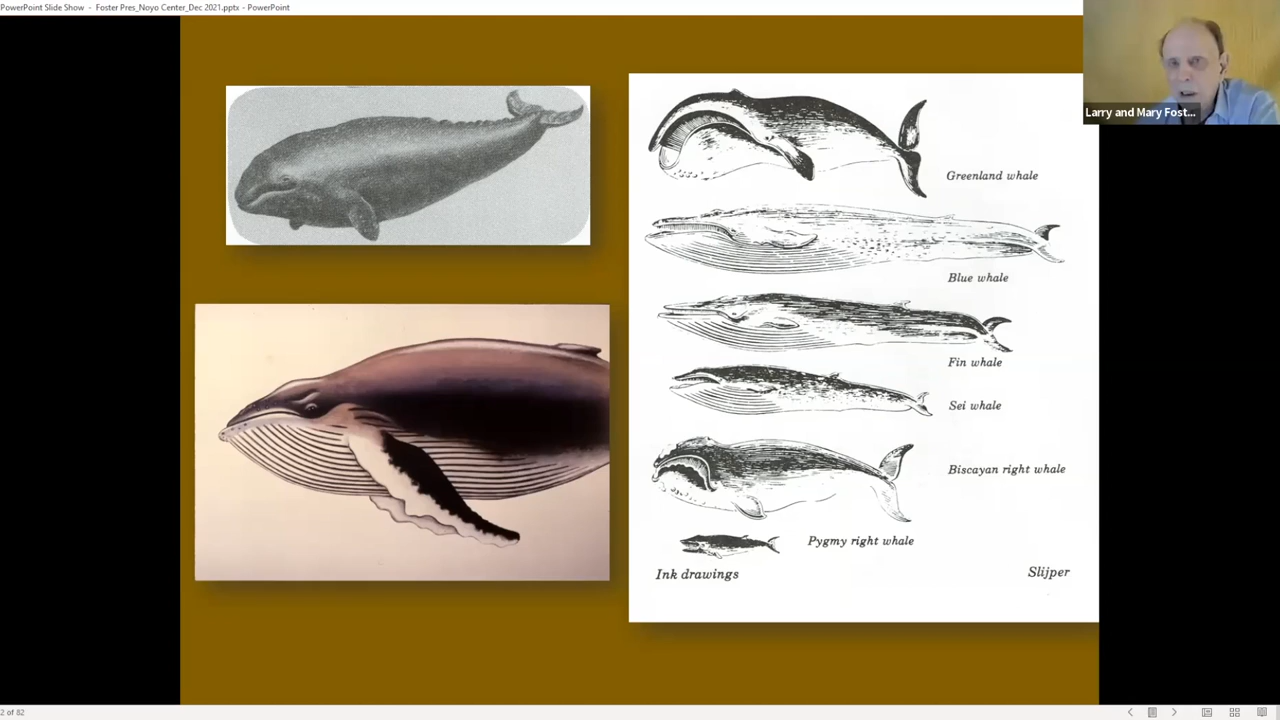 PowerPoint Slide Show - Foster Pres_Noyo Center_Dec 2021.pptx - PowerPoint
Larry and Mary Fost...
Greenland whale
Blue whale
Fin whale
Sei whale
Biscayan right whale
Pygmy right whale
Ink drawings
Slijper
2 of 82